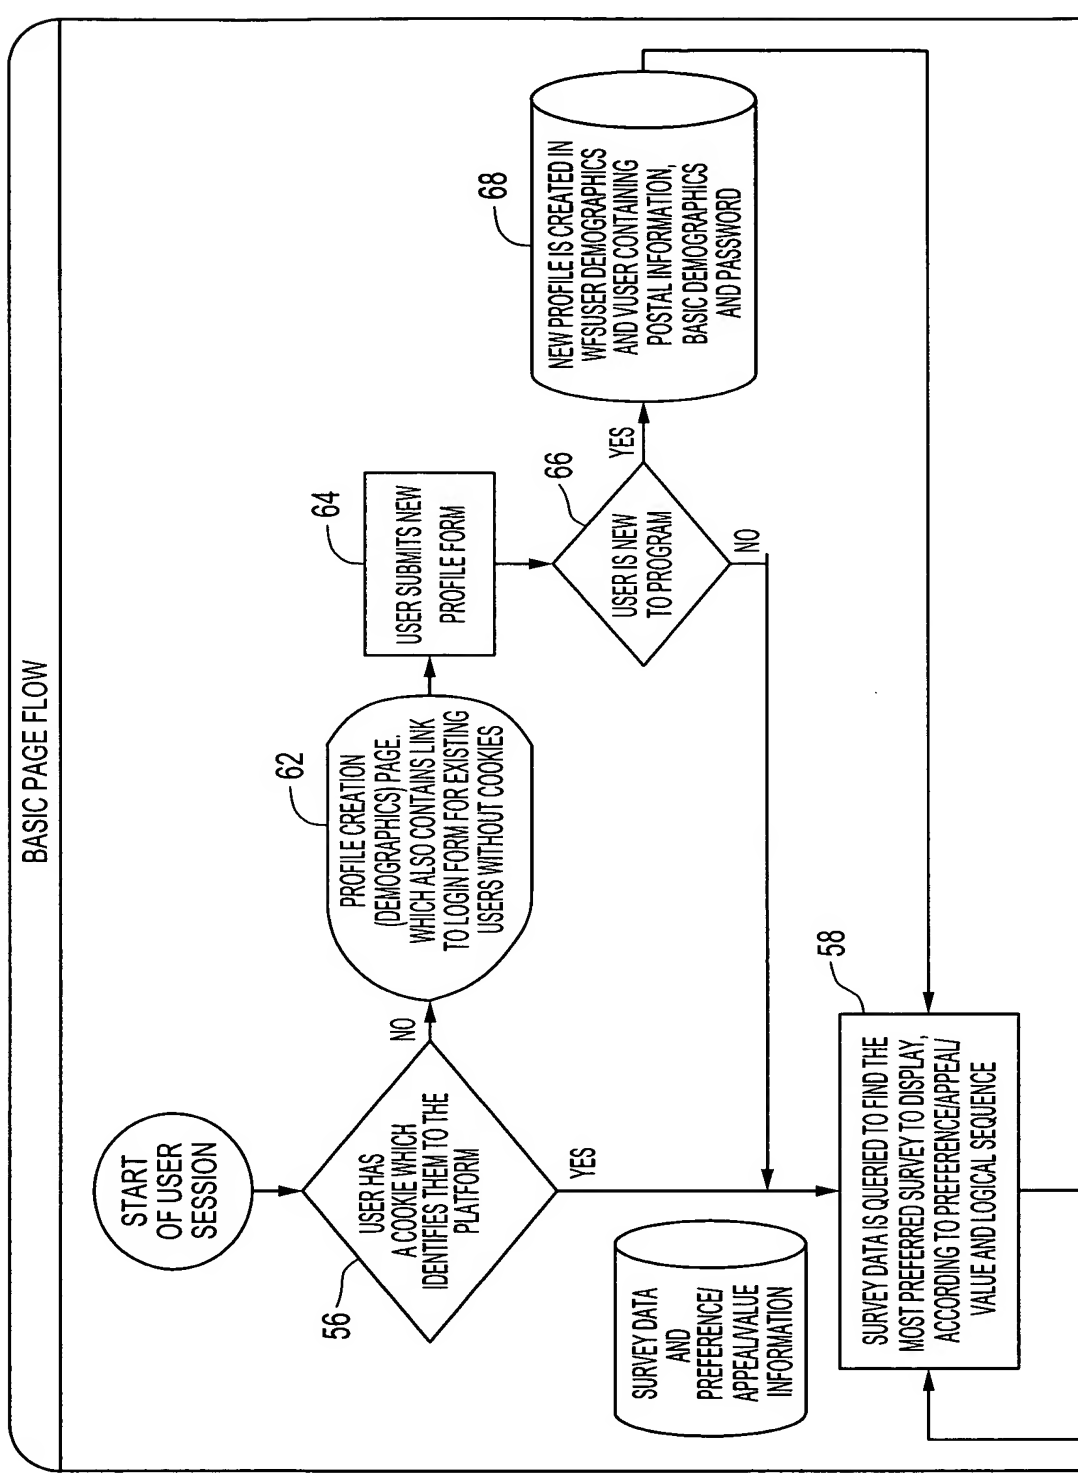 BASIC PAGE FLOW
START
OF USER
SESSION
56
USER HAS
A COOKIE WHICH
IDENTIFIES THEM TO THE
PLATFORM
NO
YES
62
PROFILE CREATION
(DEMOGRAPHICS) PAGE,
WHICH ALSO CONTAINS LINK
TO LOGIN FORM FOR EXISTING
USERS WITHOUT COOKIES
64
USER SUBMITS NEW
PROFILE FORM
66
USER IS NEW
TO PROGRAM
YES
NO
68
NEW PROFILE IS CREATED IN
WFSUSER DEMOGRAPHICS
AND VUSER CONTAINING
POSTAL INFORMATION,
BASIC DEMOGRAPHICS
AND PASSWORD
SURVEY DATA
AND
PREFERENCE/
APPEAL/VALUE
INFORMATION
58
SURVEY DATA IS QUERIED TO FIND THE
MOST PREFERRED SURVEY TO DISPLAY,
ACCORDING TO PREFERENCE/APPEAL/
VALUE AND LOGICAL SEQUENCE